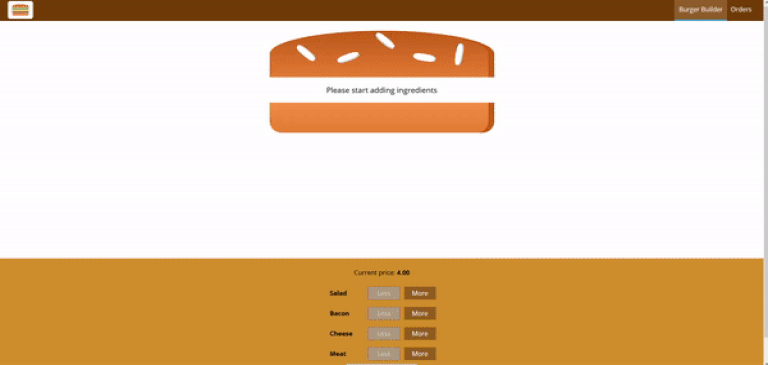 Burger Builder Orders
Please start adding ingredients
Current price: 4.00
Salad Less More
Bacon Less More
Cheese Less More
Meat Less More